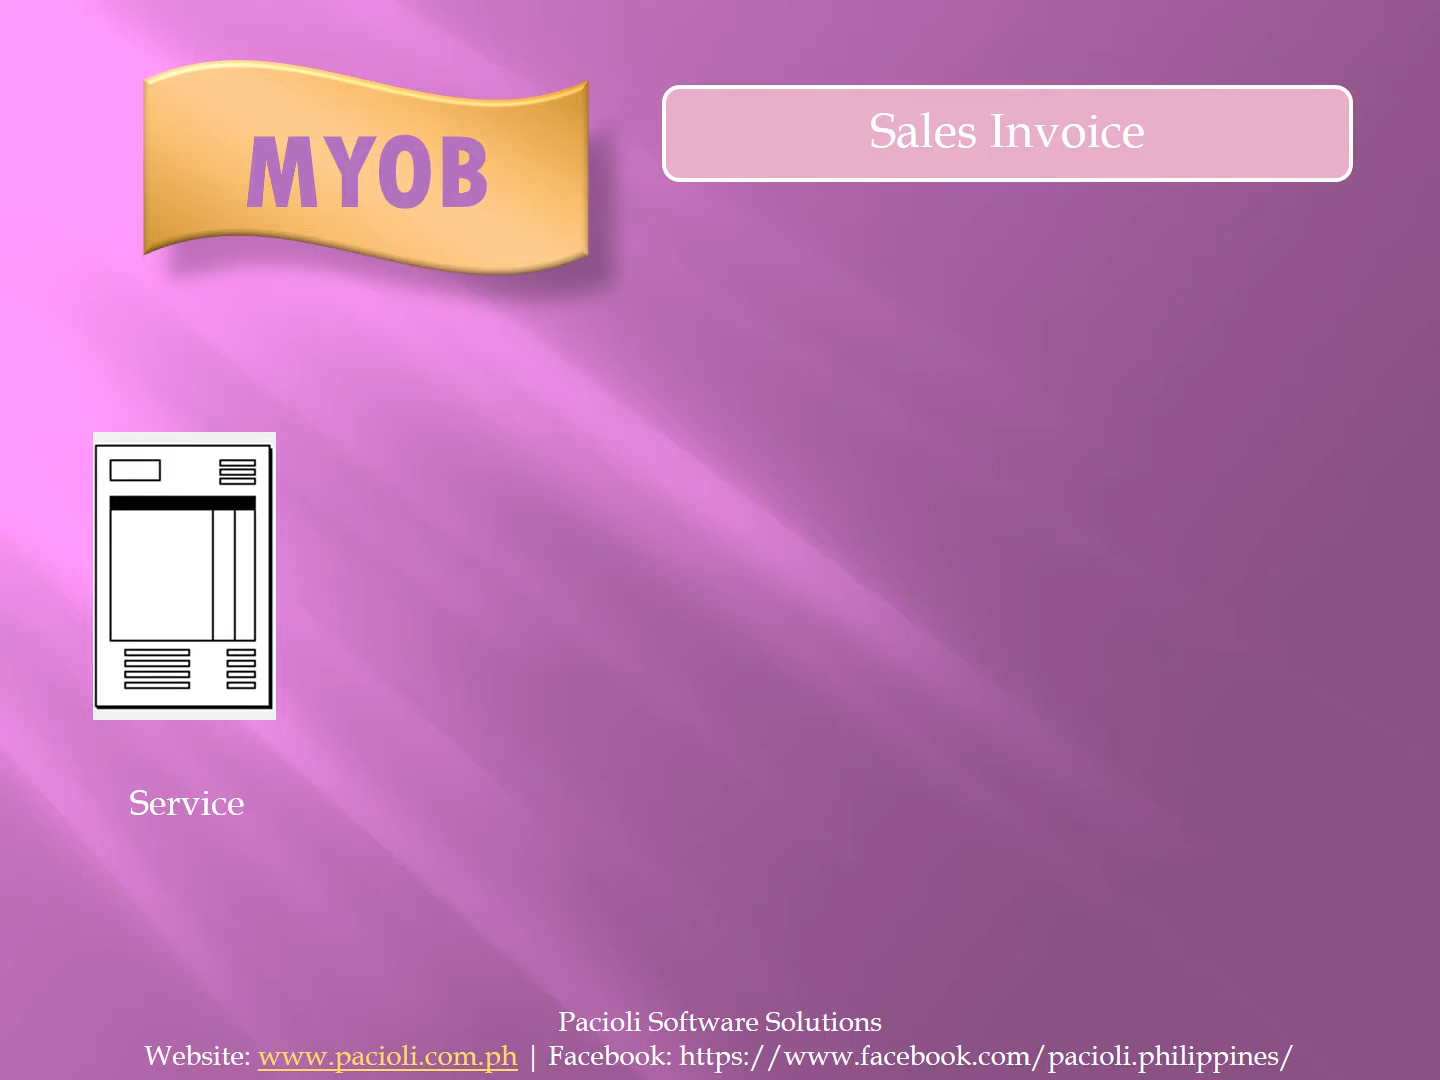 MYOB
Sales Invoice
Service
Pacioli Software Solutions
Website: www.pacioli.com.ph | Facebook: https://www.facebook.com/pacioli.philippines/